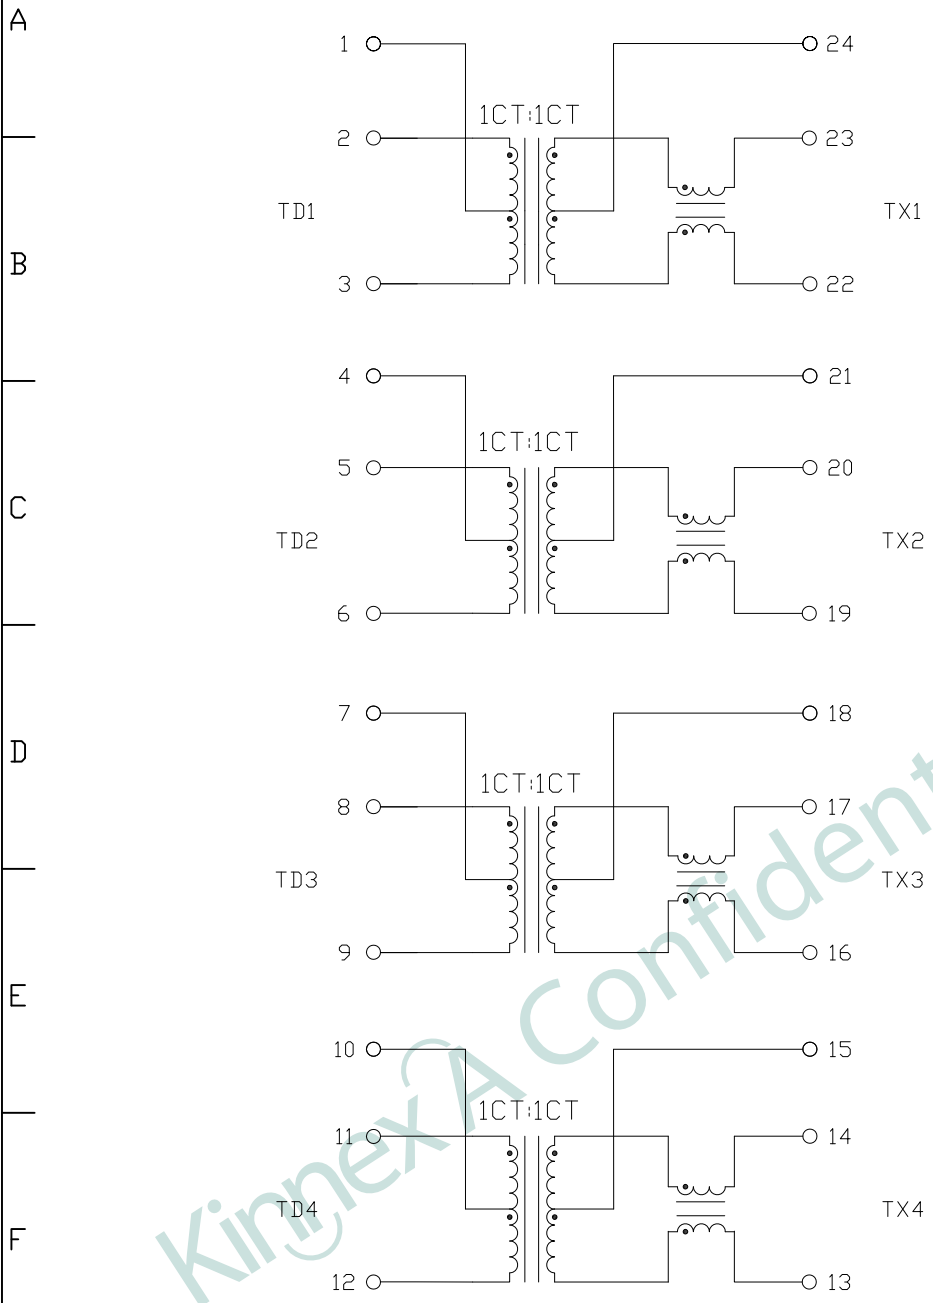 A
1 24
1CT:1CT
2 23
TD1 TX1
B
3 22
4 21
1CT:1CT
5 20
C
TD2 TX2
6 19
7 18
D
1CT:1CT
8 17
TD3 TX3
9 16
E
10 15
1CT:1CT
11 14
TD4 TX4
F
12 13
Kinnex A Confident